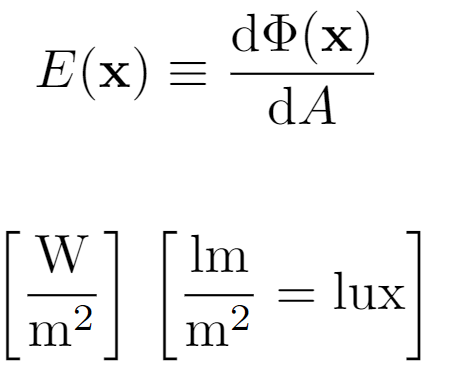 E(x) ≡ dΦ(x)/dA
[W/m²] [lm/m² = lux]